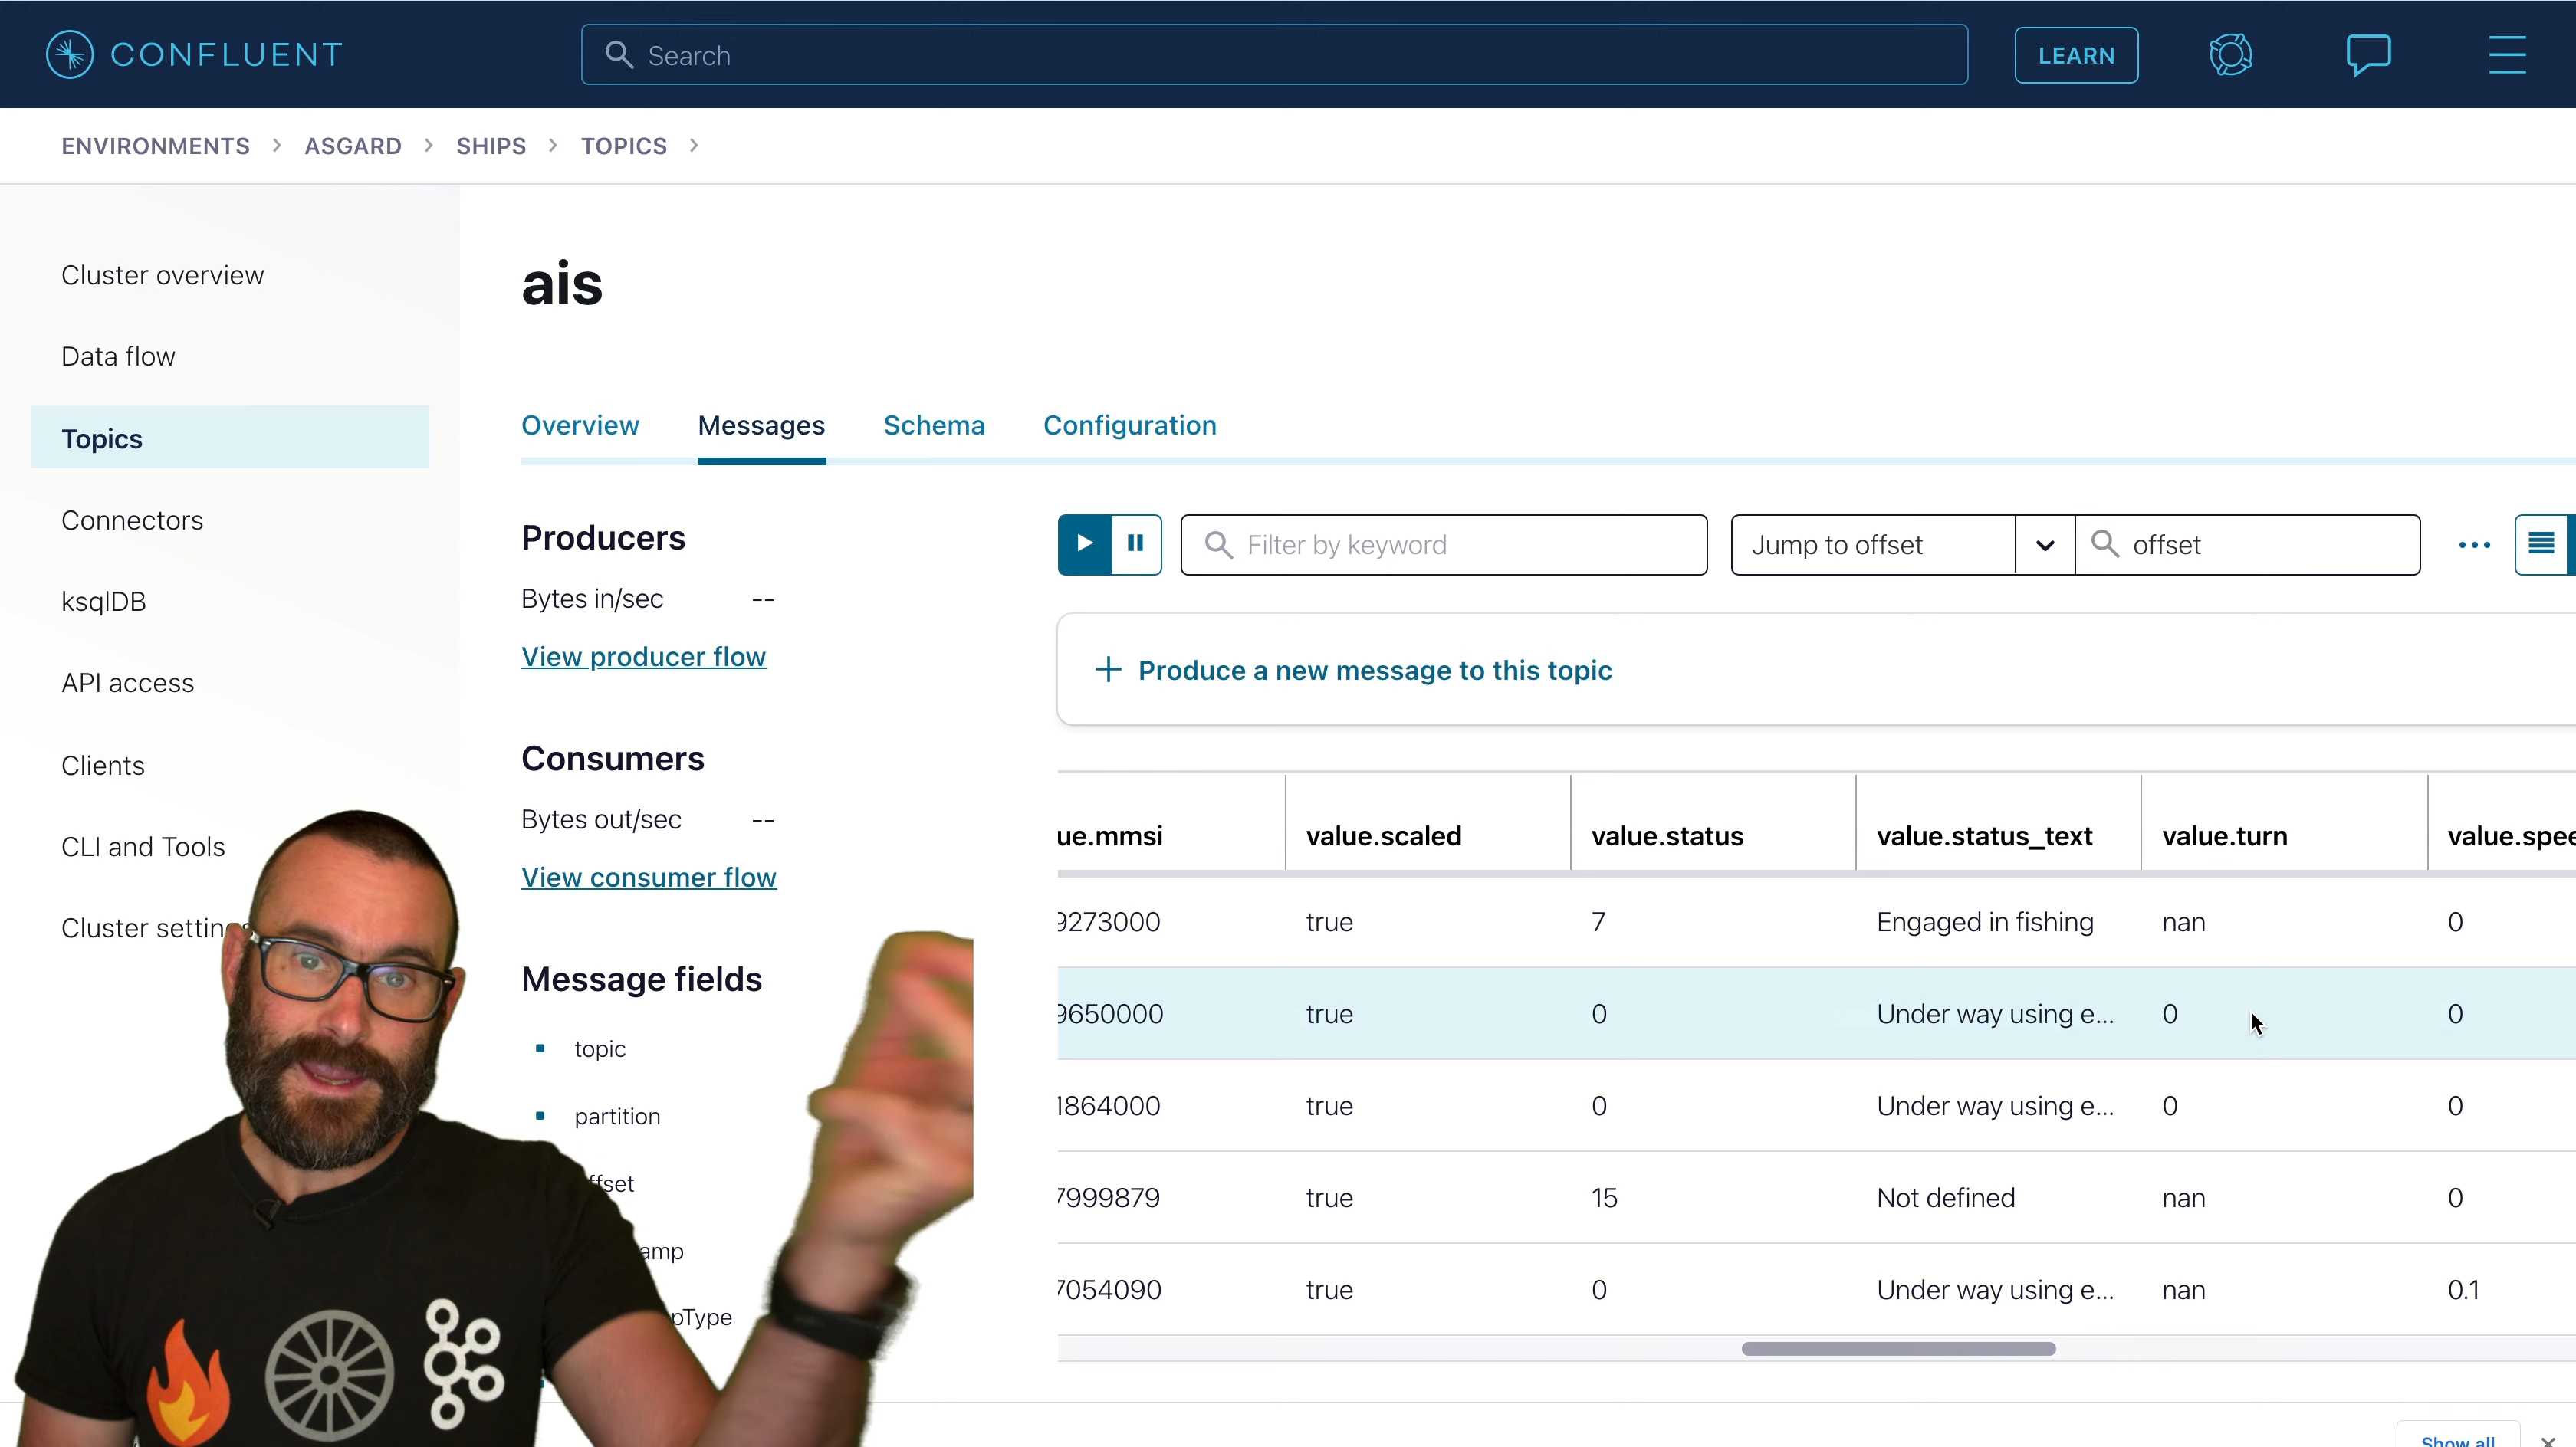 CONFLUENT
Search
LEARN
ENVIRONMENTS > ASGARD > SHIPS > TOPICS >
Cluster overview
Data flow
Topics
Connectors
ksqlDB
API access
Clients
CLI and Tools
Cluster settings
ais
Overview Messages Schema Configuration
Producers
Bytes in/sec --
View producer flow
Consumers
Bytes out/sec --
View consumer flow
Message fields
topic
partition
ffset
amp
pType
Filter by keyword
Jump to offset
offset
...
+ Produce a new message to this topic
ue.mmsi value.scaled value.status value.status_text value.turn value.spee
9273000 true 7 Engaged in fishing nan 0
9650000 true 0 Under way using e... 0 0
1864000 true 0 Under way using e... 0 0
7999879 true 15 Not defined nan 0
7054090 true 0 Under way using e... nan 0.1
Show all